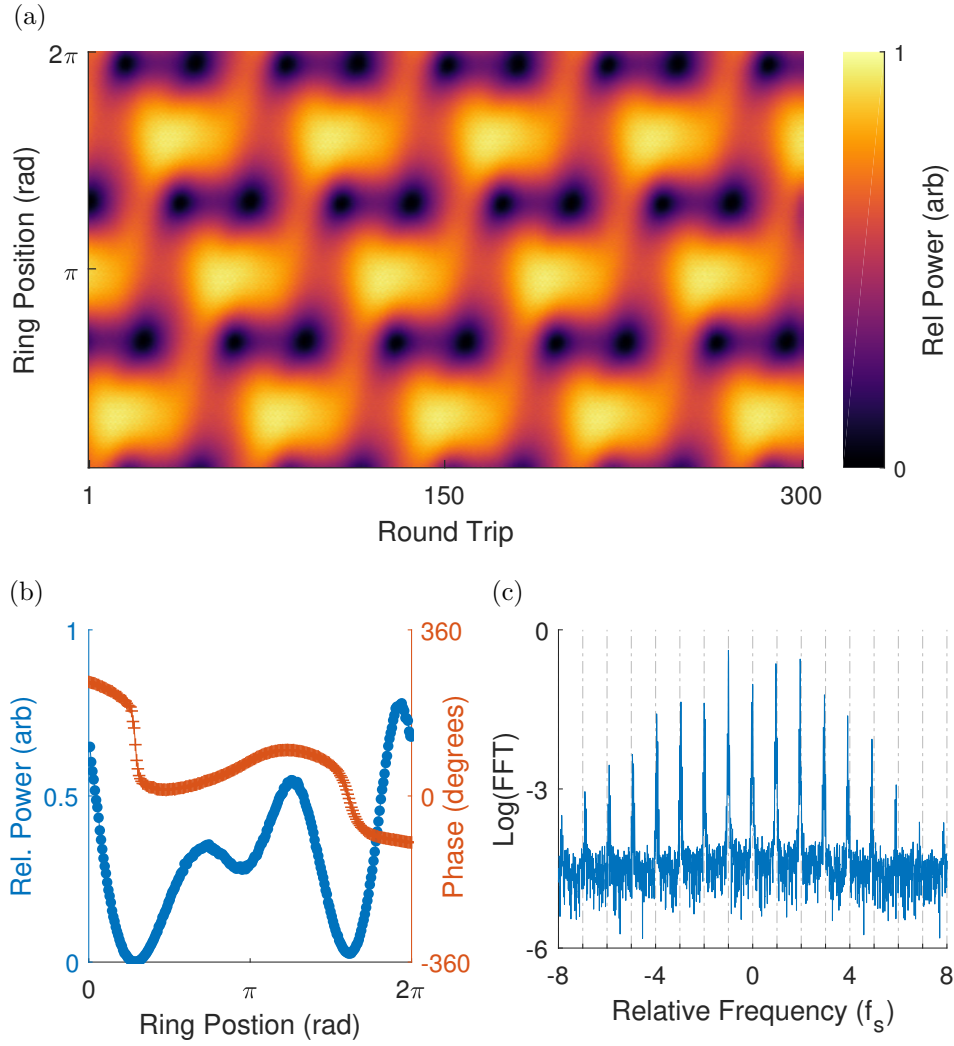 (a)
2π
π
Ring Position (rad)
1
150
300
Round Trip
1
0
Rel Power (arb)
(b)
1
0.5
0
Rel. Power (arb)
360
0
-360
Phase (degrees)
0
π
2π
Ring Postion (rad)
(c)
0
-3
-6
Log(FFT)
-8
-4
0
4
8
Relative Frequency (f_s)